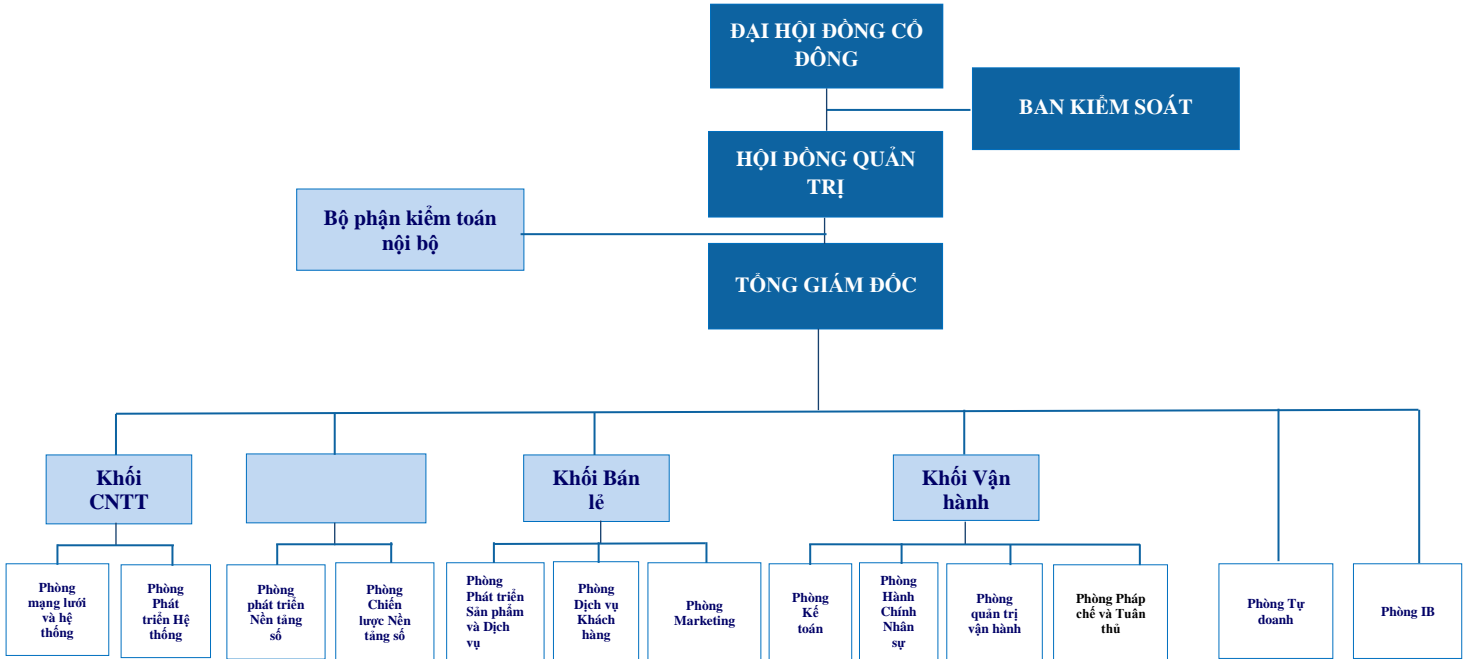 ĐẠI HỘI ĐỒNG CỔ
ĐÔNG
BAN KIỂM SOÁT
HỘI ĐỒNG QUẢN
TRỊ
Bộ phận kiểm toán
nội bộ
TỔNG GIÁM ĐỐC
Khối
CNTT
Khối Bán
lẻ
Khối Vận
hành
Phòng
mạng lưới
và hệ
thống
Phòng
Phát
triển Hệ
thống
Phòng
phát triển
Nền tảng
số
Phòng
Chiến
lược Nền
tảng số
Phòng
Phát triển
Sản phẩm
và Dịch
vụ
Phòng
Dịch vụ
Khách
hàng
Phòng
Marketing
Phòng
Kế
toán
Phòng
Hành
Chính
Nhân
sự
Phòng
quản trị
vận hành
Phòng Pháp
chế và Tuân
thủ
Phòng Tự
doanh
Phòng IB